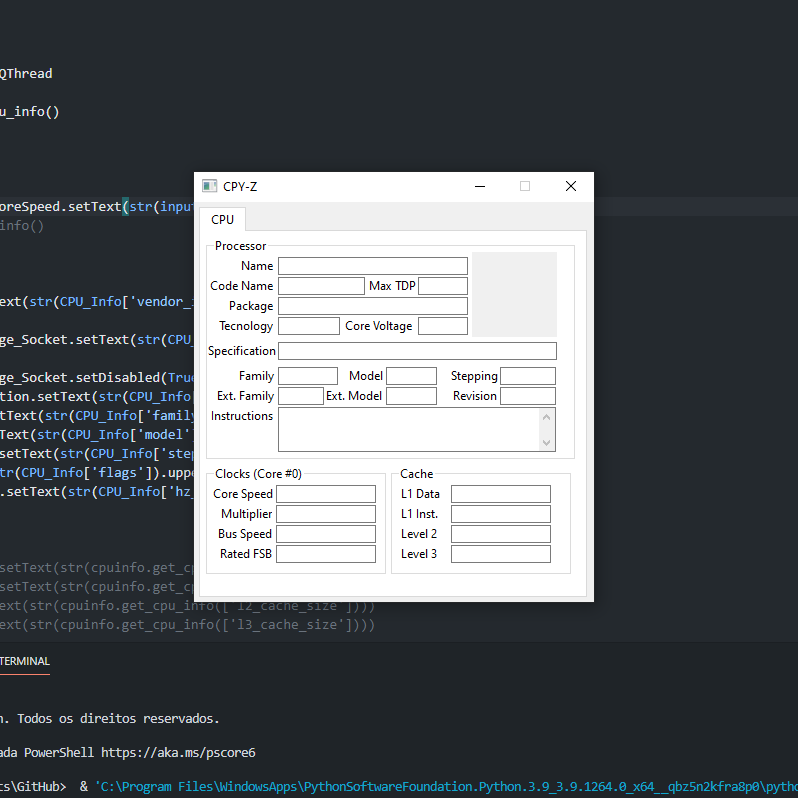 QThread
u_info()
CPY-Z
oreSpeed.setText(str(inpu
info()
CPU
Processor
Name
Code Name
Max TDP
Package
Tecnology
Core Voltage
Specification
Family
Model
Stepping
Ext. Family
Ext. Model
Revision
Instructions
Clocks (Core #0)
Core Speed
Multiplier
Bus Speed
Rated FSB
Cache
L1 Data
L1 Inst.
Level 2
Level 3
ext(str(CPU_Info['vendor_
ge_Socket.setText(str(CPU_
ge_Socket.setDisabled(True
tion.setText(str(CPU_Info
tText(str(CPU_Info['family
Text(str(CPU_Info['model'
setText(str(CPU_Info['step
tr(CPU_Info['flags']).uppe
.setText(str(CPU_Info['hz_
setText(str(cpuinfo.get_cp
setText(str(cpuinfo.get_cp
ext(str(cpuinfo.get_cpu_info(['l2_cache_size'])))
ext(str(cpuinfo.get_cpu_info(['l3_cache_size'])))
TERMINAL
n. Todos os direitos reservados.
ada PowerShell https://aka.ms/pscore6
ts\GitHub> & 'C:\Program Files\WindowsApps\PythonSoftwareFoundation.Python.3.9_3.9.1264.0_x64__qbz5n2kfra8p0\pytho